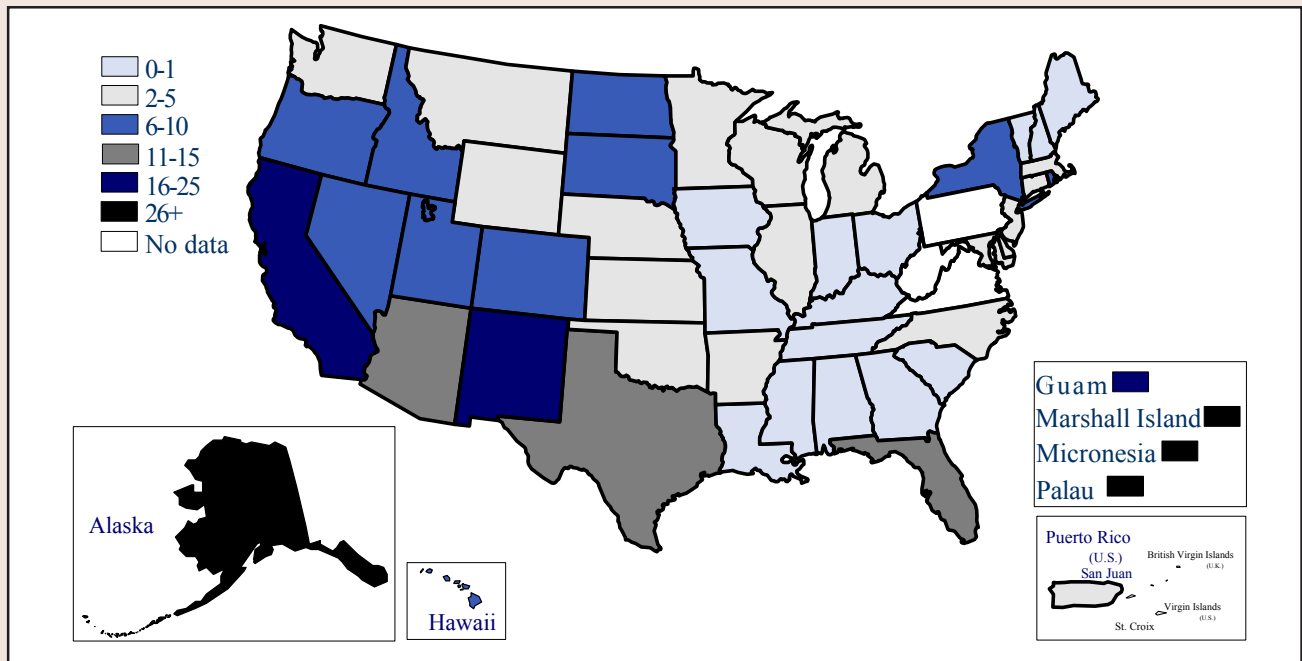 0-1
2-5
6-10
11-15
16-25
26+
No data
Guam
Marshall Island
Micronesia
Palau
Alaska
Hawaii
Puerto Rico
(U.S.)
San Juan
British Virgin Islands
(U.K.)
Virgin Islands
(U.S.)
St. Croix